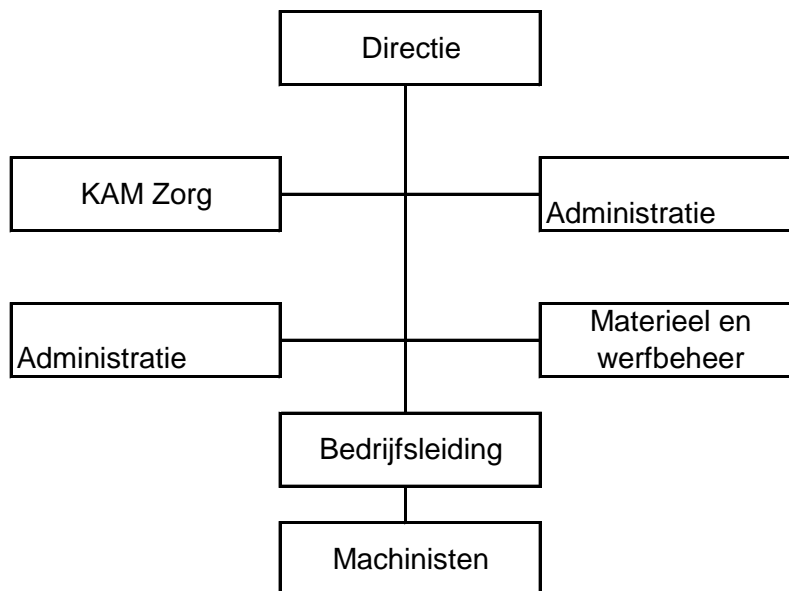 Directie
KAM Zorg
Administratie
Administratie
Materieel en
werfbeheer
Bedrijfsleiding
Machinisten